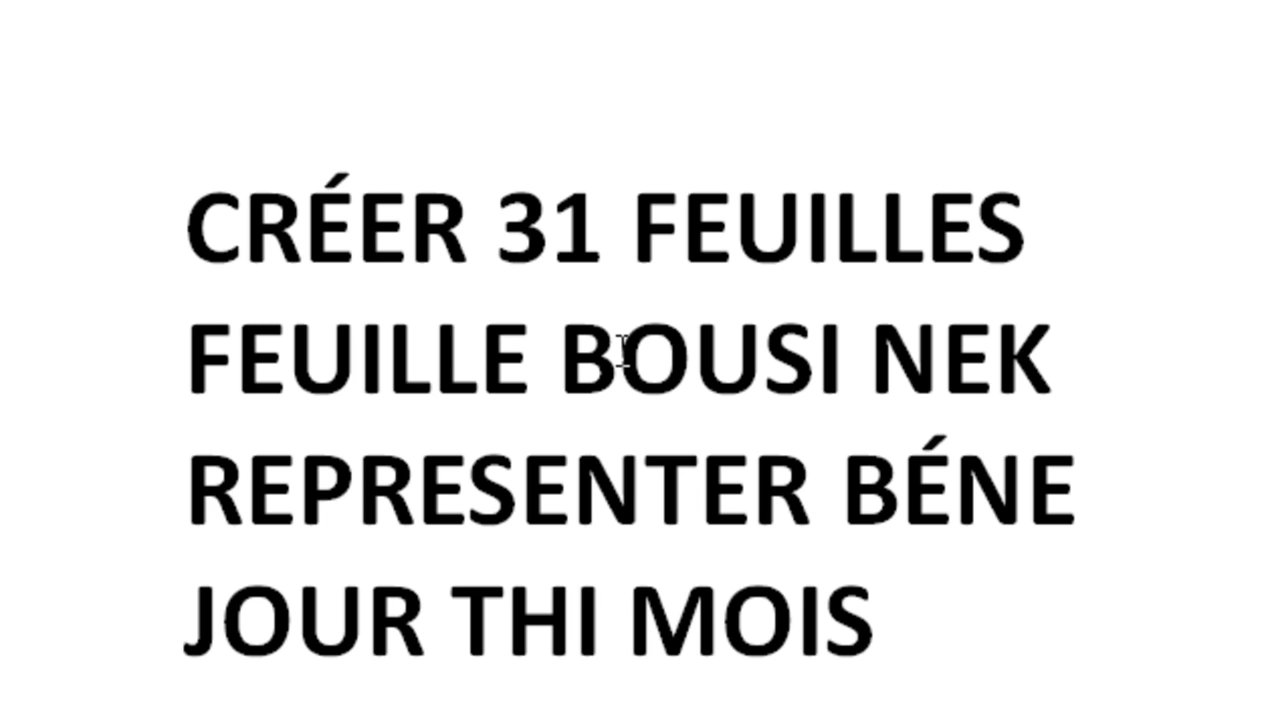 CRÉER 31 FEUILLES
FEUILLE BOUSI NEK
REPRESENTER BÉNE
JOUR THI MOIS